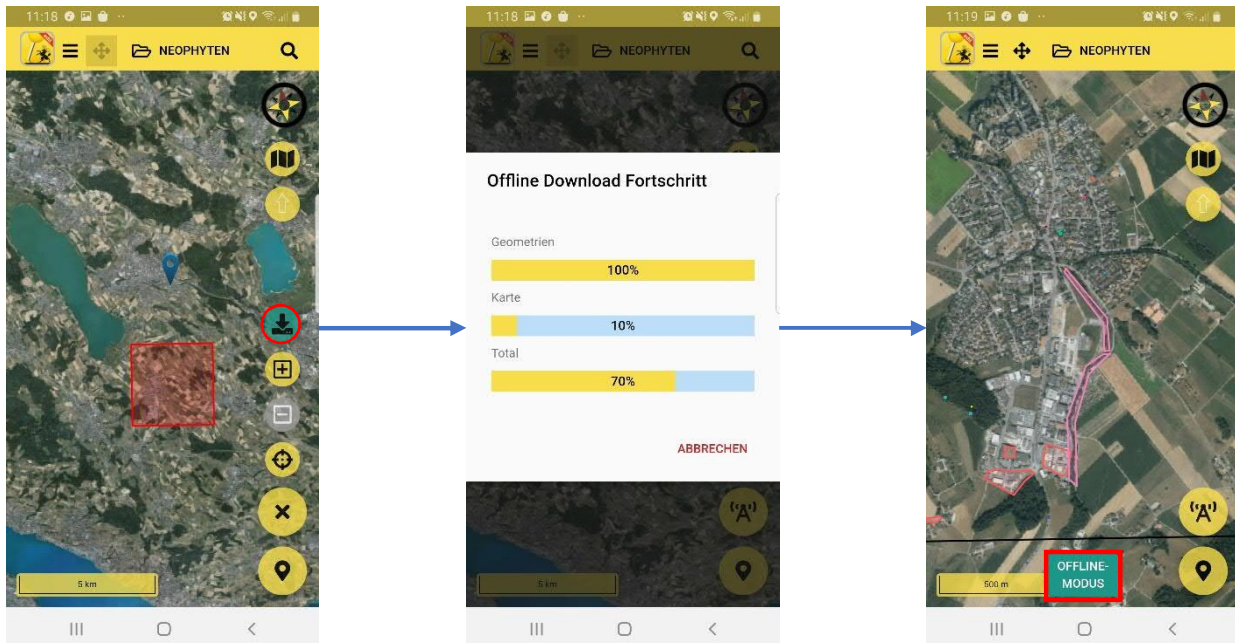 11:18
NEOPHYTEN
5 km
11:18
NEOPHYTEN
Offline Download Fortschritt
Geometrien
100%
Karte
10%
Total
70%
ABBRECHEN
5 km
11:19
NEOPHYTEN
OFFLINE-
MODUS
500 m